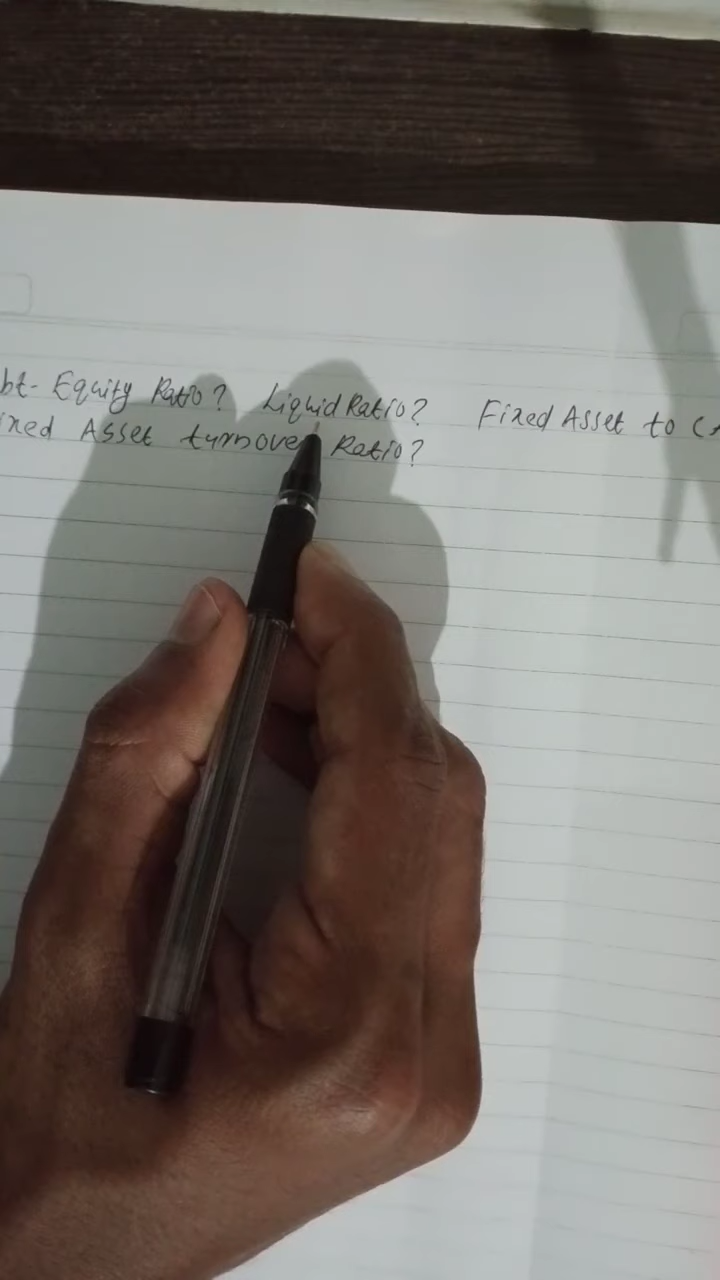 bt- Equity Ratio? Liquid Ratio? Fixed Asset to
ixed Asset turnover Ratio?